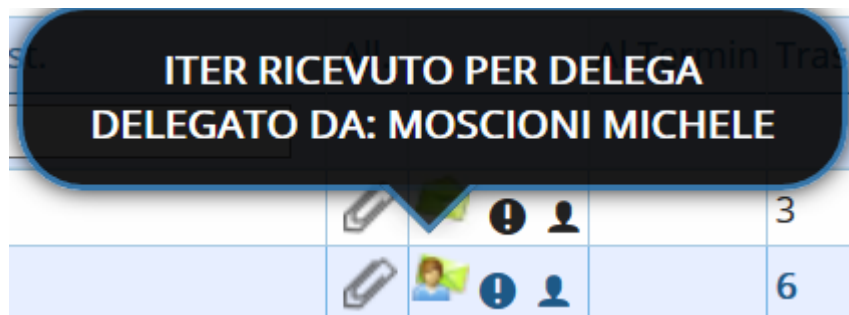 ITER RICEVUTO PER DELEGA
DELEGATO DA: MOSCIONI MICHELE
3
6